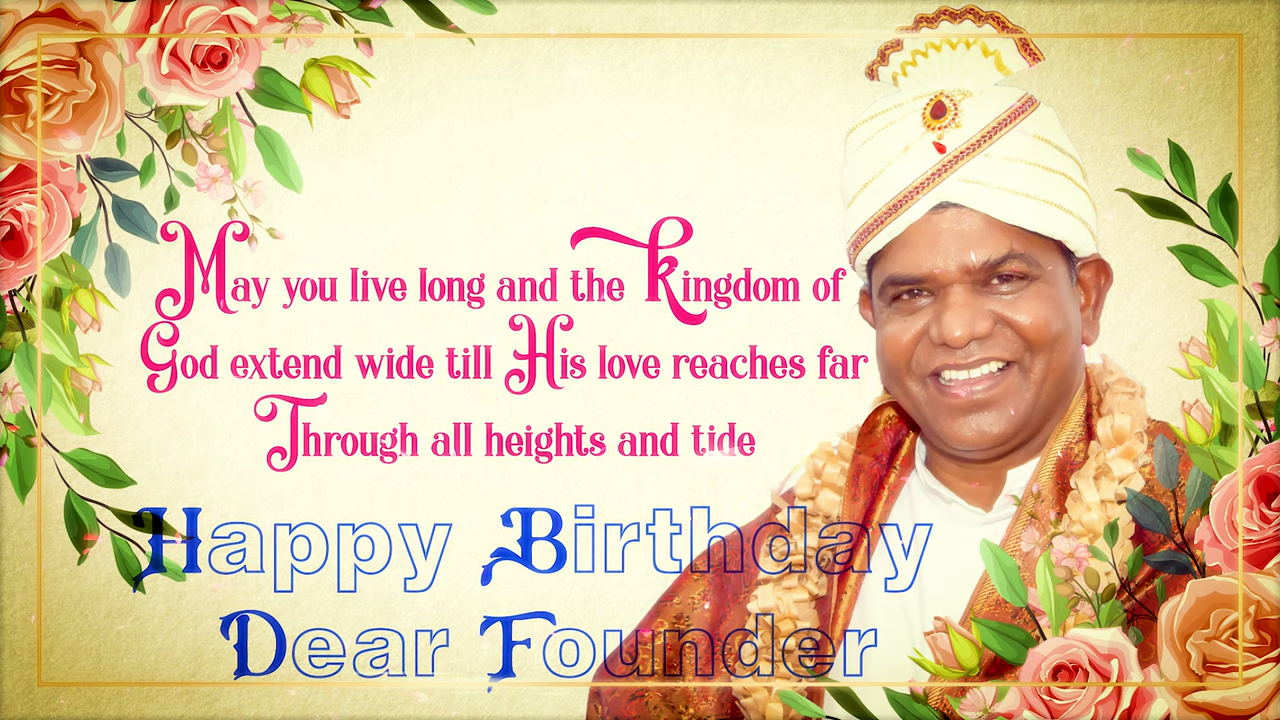 May you live long and the Kingdom of
God extend wide till His love reaches far
Through all heights and tide
Happy Birthday
Dear Founder